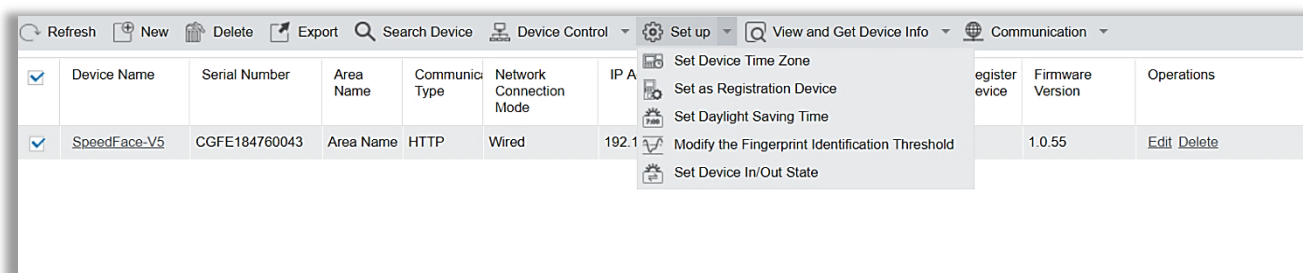 Refresh New Delete Export Search Device Device Control Set up View and Get Device Info Communication
Set Device Time Zone
Set as Registration Device
Set Daylight Saving Time
7:00
Modify the Fingerprint Identification Threshold
Set Device In/Out State
Device Name Serial Number Area Name Communica Type Network Connection Mode IP A egister evice Firmware Version Operations
SpeedFace-V5 CGFE184760043 Area Name HTTP Wired 192.1 1.0.55 Edit Delete